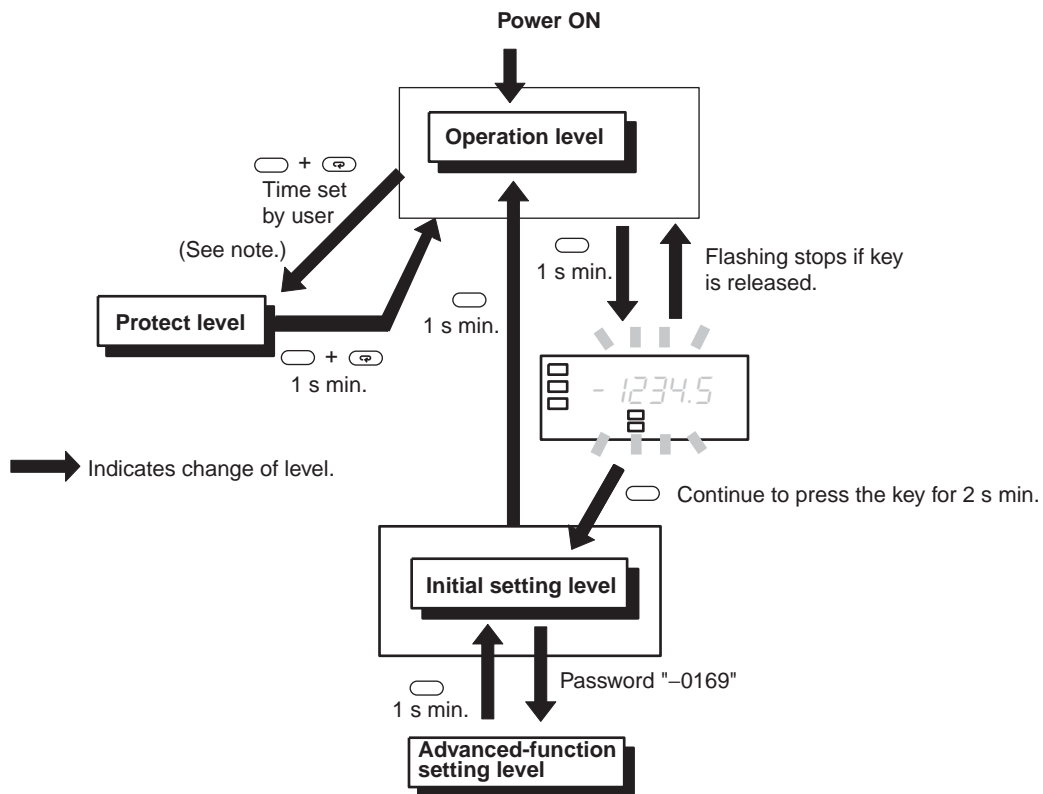 Power ON
Operation level
+
Time set
by user
(See note.)
1 s min.
Flashing stops if key
is released.
Protect level
1 s min.
+
1 s min.
-1234.5
Indicates change of level.
Continue to press the key for 2 s min.
Initial setting level
Password "–0169"
1 s min.
Advanced-function
setting level